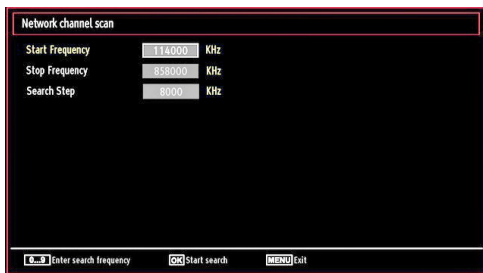 Network channel scan
Start Frequency 114000 KHz
Stop Frequency 858000 KHz
Search Step 8000 KHz
0...9 Enter search frequency OK Start search MENU Exit